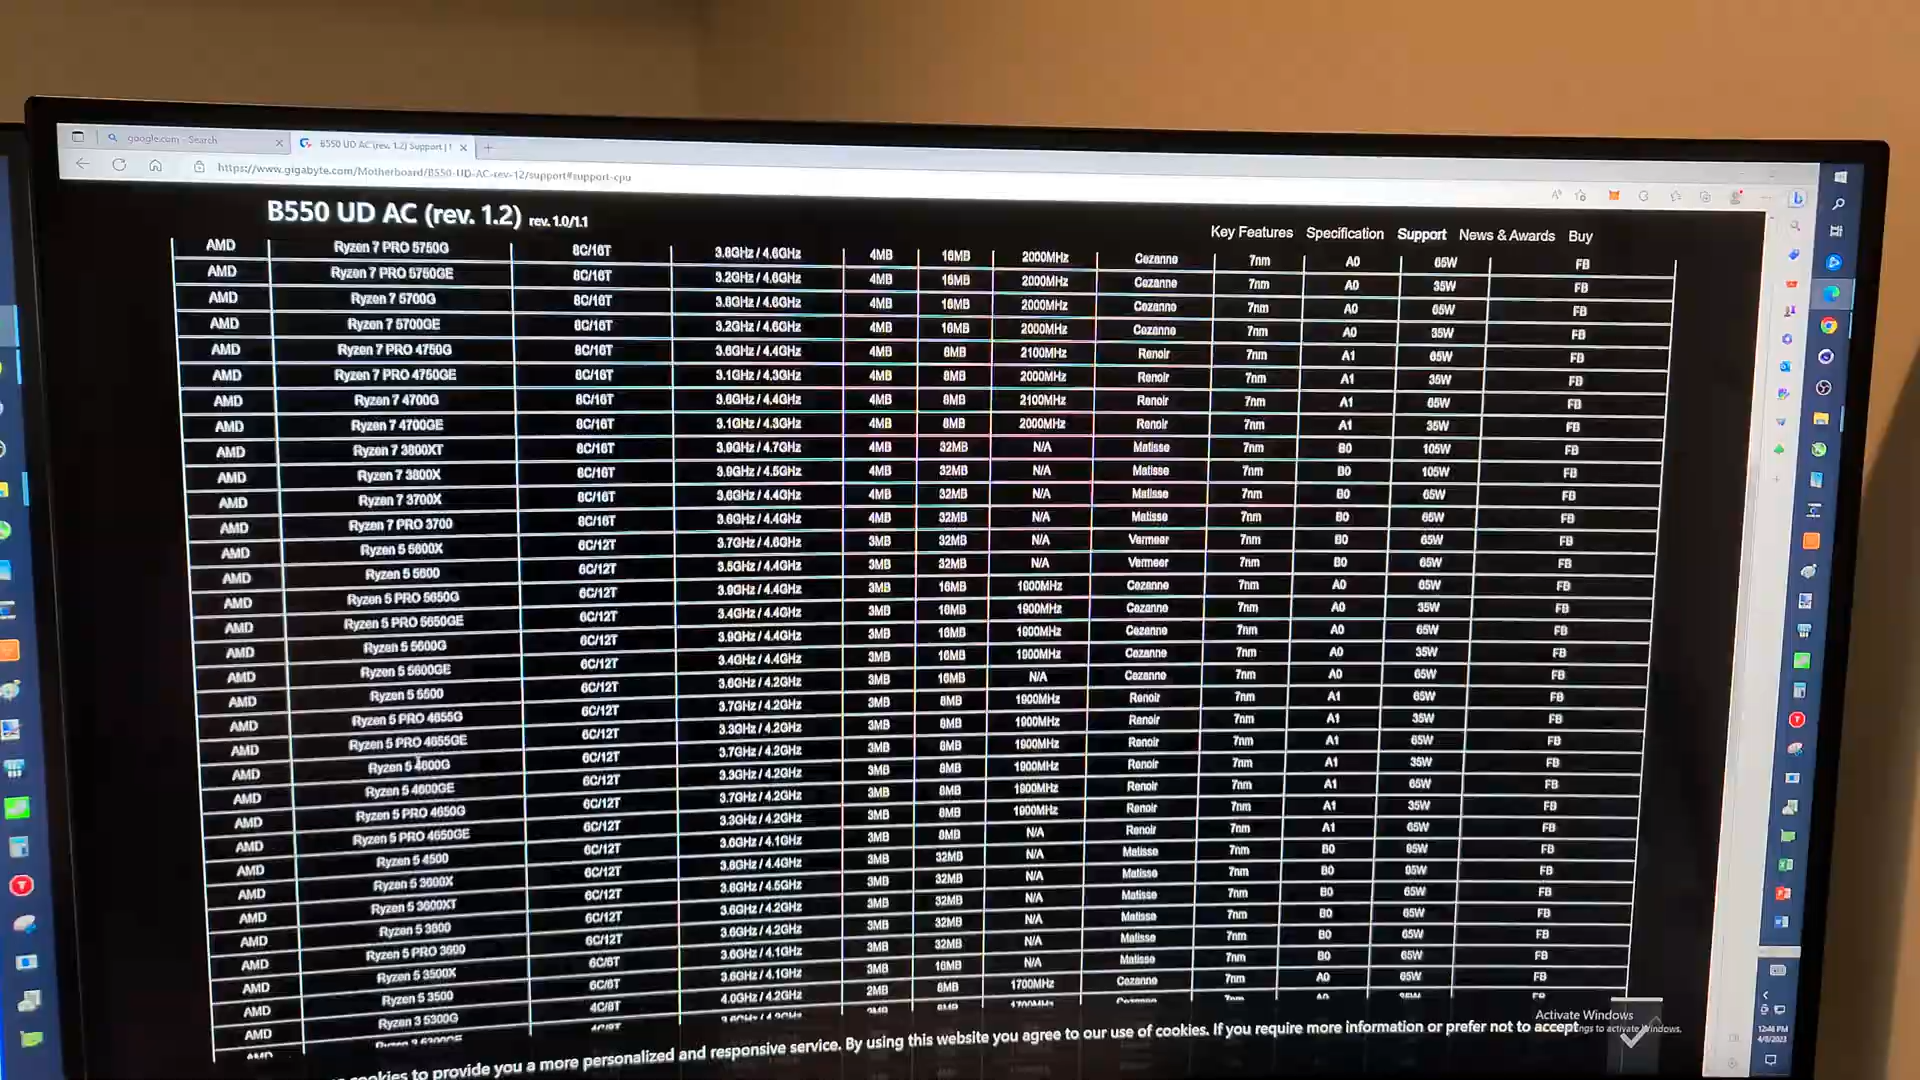 google.com - Search
B550 UD AC (rev. 1.2) Support |
https://www.gigabyte.com/Motherboard/B550-UD-AC-rev-12/support#support-cpu
B550 UD AC (rev. 1.2) rev. 1.0/1.1
Key Features Specification Support News & Awards Buy
AMD Ryzen 7 PRO 5750G 8C/16T 3.8GHz / 4.6GHz 4MB 16MB 2000MHz Cezanne 7nm A0 65W FB
AMD Ryzen 7 PRO 5750GE 8C/16T 3.2GHz / 4.6GHz 4MB 16MB 2000MHz Cezanne 7nm A0 35W FB
AMD Ryzen 7 5700G 8C/16T 3.8GHz / 4.6GHz 4MB 16MB 2000MHz Cezanne 7nm A0 65W FB
AMD Ryzen 7 5700GE 8C/16T 3.2GHz / 4.6GHz 4MB 16MB 2000MHz Cezanne 7nm A0 35W FB
AMD Ryzen 7 PRO 4750G 8C/16T 3.6GHz / 4.4GHz 4MB 8MB 2100MHz Renoir 7nm A1 65W FB
AMD Ryzen 7 PRO 4750GE 8C/16T 3.1GHz / 4.3GHz 4MB 8MB 2000MHz Renoir 7nm A1 35W FB
AMD Ryzen 7 4700G 8C/16T 3.6GHz / 4.4GHz 4MB 8MB 2100MHz Renoir 7nm A1 65W FB
AMD Ryzen 7 4700GE 8C/16T 3.1GHz / 4.3GHz 4MB 8MB 2000MHz Renoir 7nm A1 35W FB
AMD Ryzen 7 3800XT 8C/16T 3.9GHz / 4.7GHz 4MB 32MB N/A Matisse 7nm B0 105W FB
AMD Ryzen 7 3800X 8C/16T 3.9GHz / 4.5GHz 4MB 32MB N/A Matisse 7nm B0 105W FB
AMD Ryzen 7 3700X 8C/16T 3.6GHz / 4.4GHz 4MB 32MB N/A Matisse 7nm B0 65W FB
AMD Ryzen 7 PRO 3700 8C/16T 3.6GHz / 4.4GHz 4MB 32MB N/A Matisse 7nm B0 65W FB
AMD Ryzen 5 5600X 6C/12T 3.7GHz / 4.6GHz 3MB 32MB N/A Vermeer 7nm B0 65W FB
AMD Ryzen 5 5600 6C/12T 3.5GHz / 4.4GHz 3MB 32MB N/A Vermeer 7nm B0 65W FB
AMD Ryzen 5 PRO 5650G 6C/12T 3.9GHz / 4.4GHz 3MB 16MB 1900MHz Cezanne 7nm A0 65W FB
AMD Ryzen 5 PRO 5650GE 6C/12T 3.4GHz / 4.4GHz 3MB 16MB 1900MHz Cezanne 7nm A0 35W FB
AMD Ryzen 5 5600G 6C/12T 3.9GHz / 4.4GHz 3MB 16MB 1900MHz Cezanne 7nm A0 65W FB
AMD Ryzen 5 5600GE 6C/12T 3.4GHz / 4.4GHz 3MB 16MB 1900MHz Cezanne 7nm A0 35W FB
AMD Ryzen 5 5500 6C/12T 3.6GHz / 4.2GHz 3MB 16MB N/A Cezanne 7nm A0 65W FB
AMD Ryzen 5 PRO 4655G 6C/12T 3.7GHz / 4.2GHz 3MB 8MB 1900MHz Renoir 7nm A1 65W FB
AMD Ryzen 5 PRO 4655GE 6C/12T 3.3GHz / 4.2GHz 3MB 8MB 1900MHz Renoir 7nm A1 35W FB
AMD Ryzen 5 4600G 6C/12T 3.7GHz / 4.2GHz 3MB 8MB 1900MHz Renoir 7nm A1 65W FB
AMD Ryzen 5 4600GE 6C/12T 3.3GHz / 4.2GHz 3MB 8MB 1900MHz Renoir 7nm A1 35W FB
AMD Ryzen 5 PRO 4650G 6C/12T 3.7GHz / 4.2GHz 3MB 8MB 1900MHz Renoir 7nm A1 65W FB
AMD Ryzen 5 PRO 4650GE 6C/12T 3.3GHz / 4.2GHz 3MB 8MB 1900MHz Renoir 7nm A1 35W FB
AMD Ryzen 5 4500 6C/12T 3.6GHz / 4.1GHz 3MB 8MB N/A Renoir 7nm A1 65W FB
AMD Ryzen 5 3600X 6C/12T 3.8GHz / 4.4GHz 3MB 32MB N/A Matisse 7nm B0 95W FB
AMD Ryzen 5 3600XT 6C/12T 3.8GHz / 4.5GHz 3MB 32MB N/A Matisse 7nm B0 95W FB
AMD Ryzen 5 3600 6C/12T 3.6GHz / 4.2GHz 3MB 32MB N/A Matisse 7nm B0 65W FB
AMD Ryzen 5 PRO 3600 6C/12T 3.6GHz / 4.2GHz 3MB 32MB N/A Matisse 7nm B0 65W FB
AMD Ryzen 5 3500X 6C/6T 3.6GHz / 4.1GHz 3MB 32MB N/A Matisse 7nm B0 65W FB
AMD Ryzen 5 3500 6C/6T 3.6GHz / 4.1GHz 3MB 16MB N/A Matisse 7nm B0 65W FB
AMD Ryzen 3 5300G 4C/8T 4.0GHz / 4.2GHz 2MB 8MB 1700MHz Cezanne 7nm A0 65W FB
AMD Ryzen 3 5300GE 4C/8T 3.6GHz / 4.2GHz 2MB 8MB 1700MHz Cezanne 7nm A0 35W FB
Activate Windows
ngs to activate Windows.
cookies to provide you a more personalized and responsive service. By using this website you agree to our use of cookies. If you require more information or prefer not to accept
12:46 PM
4/8/2023